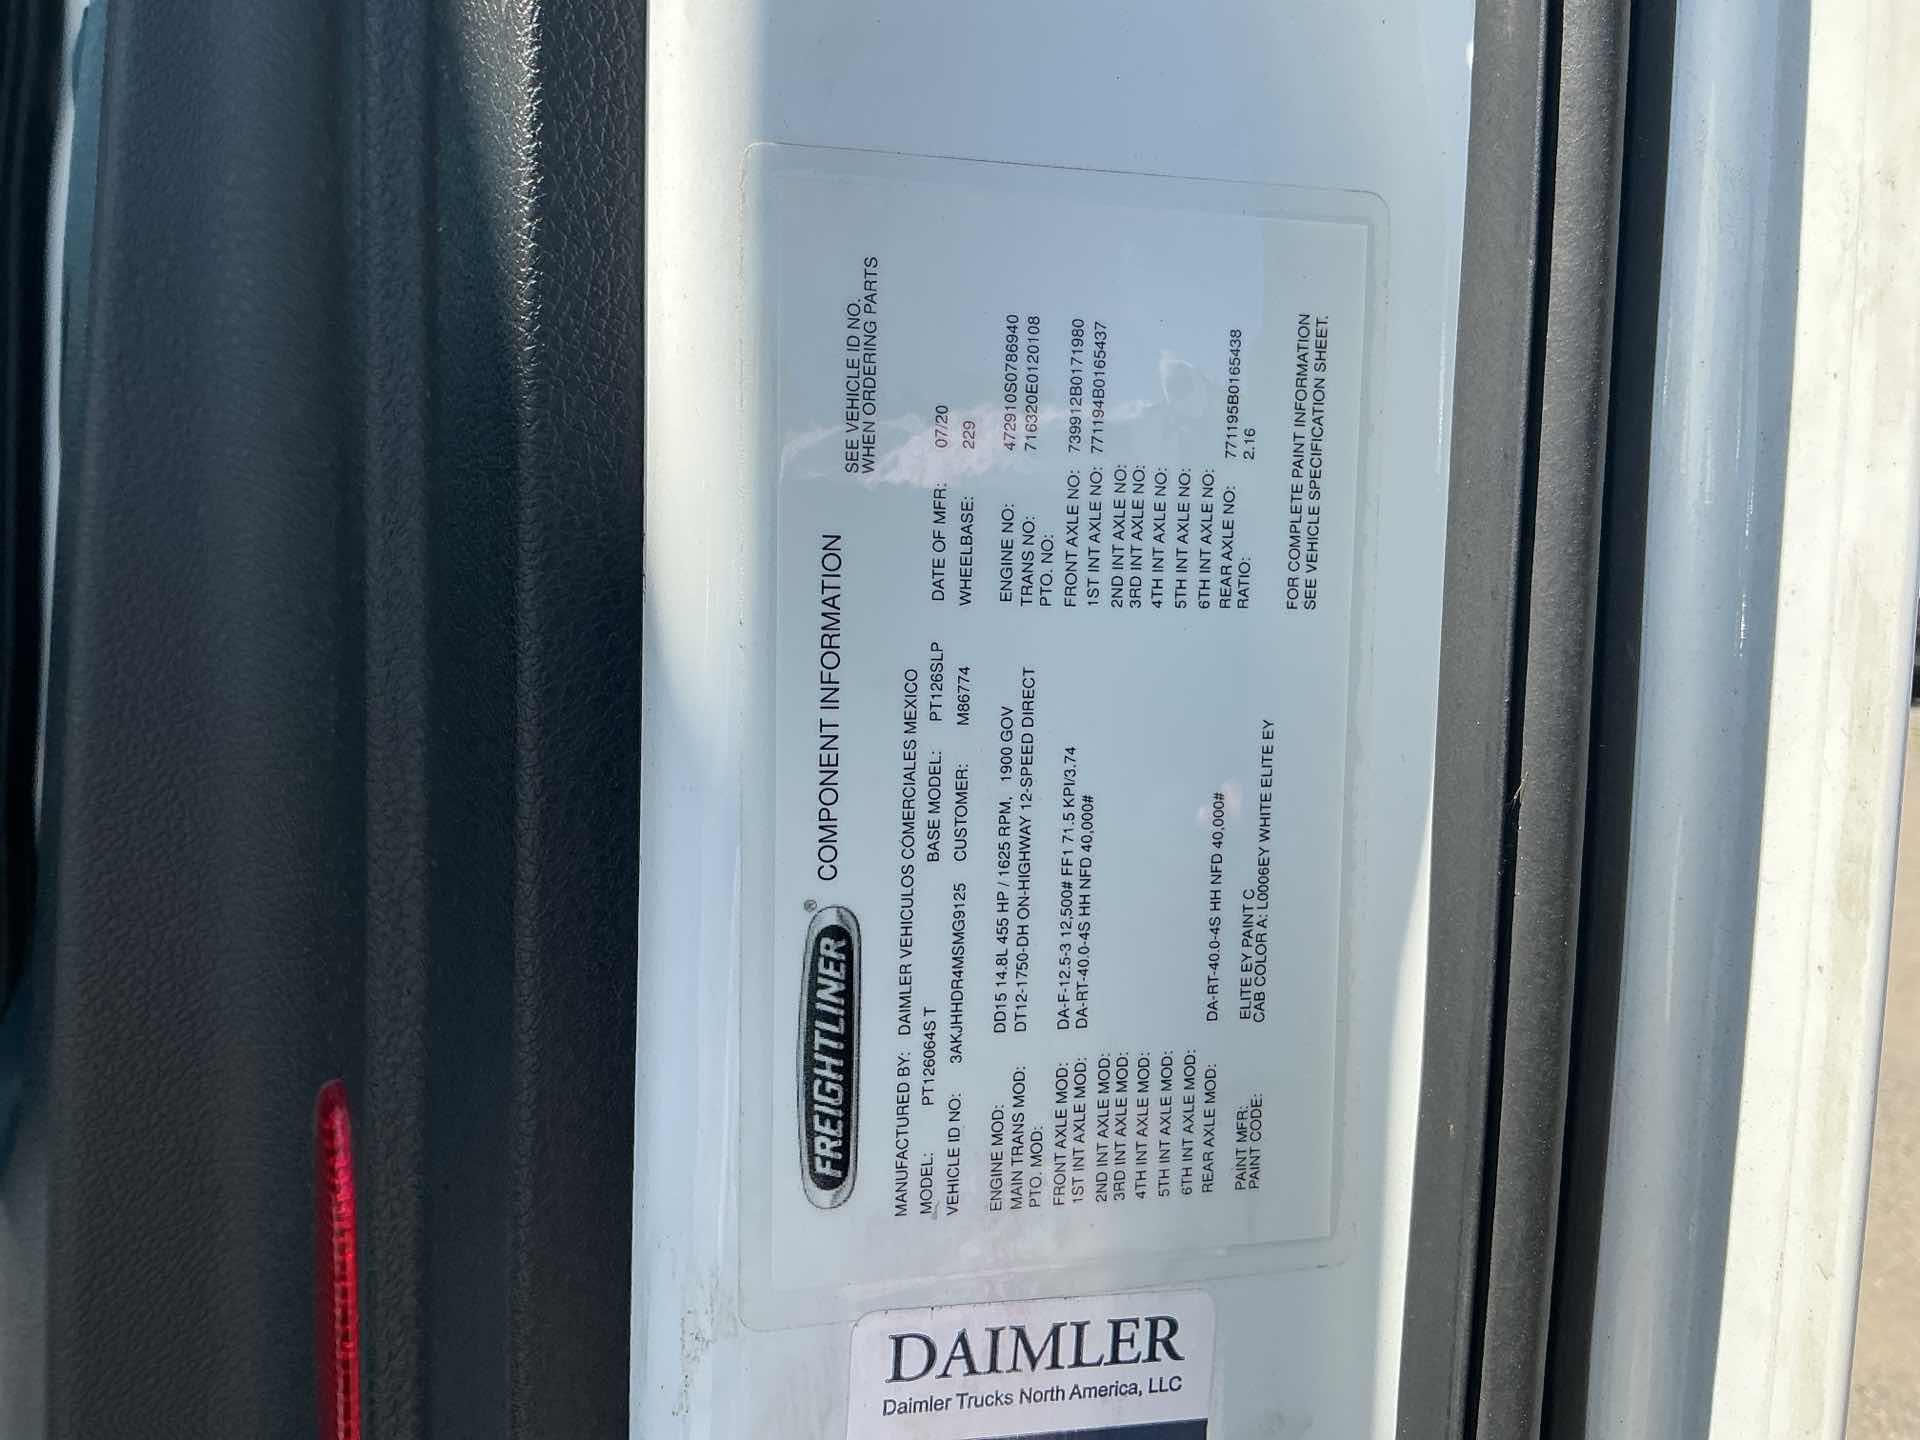 FREIGHTLINER®
COMPONENT INFORMATION
SEE VEHICLE ID NO.
WHEN ORDERING PARTS
MANUFACTURED BY: DAIMLER VEHICULOS COMERCIALES MEXICO
MODEL: PT126064S T BASE MODEL: PT126SLP DATE OF MFR: 07/20
VEHICLE ID NO: 3AKJHHDR4MSMG9125 CUSTOMER: M86774 WHEELBASE: 229
ENGINE MOD: DD15 14.8L 455 HP / 1625 RPM, 1900 GOV ENGINE NO: 472910S0786940
MAIN TRANS MOD: DT12-1750-DH ON-HIGHWAY 12-SPEED DIRECT TRANS NO: 716320E0120108
PTO. MOD: PTO. NO:
FRONT AXLE MOD: DA-F-12.5-3 12,500# FF1 71.5 KPI/3.74 FRONT AXLE NO: 739912B0171980
1ST INT AXLE MOD: DA-RT-40.0-4S HH NFD 40,000# 1ST INT AXLE NO: 771194B0165437
2ND INT AXLE MOD: 2ND INT AXLE NO:
3RD INT AXLE MOD: 3RD INT AXLE NO:
4TH INT AXLE MOD: 4TH INT AXLE NO:
5TH INT AXLE MOD: 5TH INT AXLE NO:
6TH INT AXLE MOD: 6TH INT AXLE NO:
REAR AXLE MOD: DA-RT-40.0-4S HH NFD 40,000# REAR AXLE NO: 771195B0165438
RATIO: 2.16
PAINT MFR: ELITE EY PAINT C
PAINT CODE: CAB COLOR A: L0006EY WHITE ELITE EY
FOR COMPLETE PAINT INFORMATION
SEE VEHICLE SPECIFICATION SHEET.
DAIMLER
Daimler Trucks North America, LLC